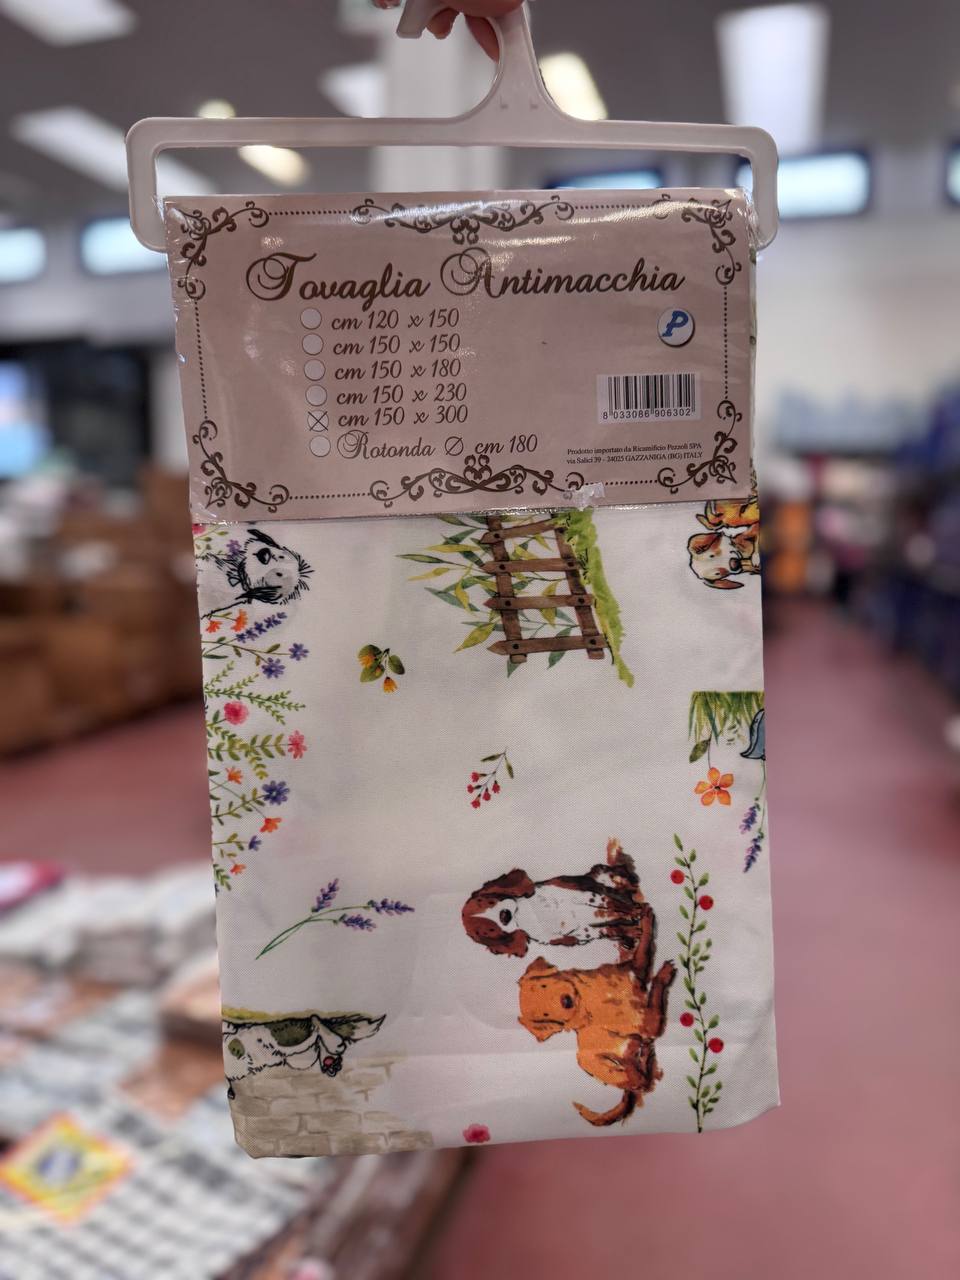 Tovaglia Antimacchia
cm 120 x 150
cm 150 x 150
cm 150 x 180
cm 150 x 230
cm 150 x 300
Rotonda Ø cm 180
P
8 033086 906302
Prodotto importato da Ricamificio Pezzoli SPA
via Salici 39 - 24025 GAZZANIGA (BG) ITALY